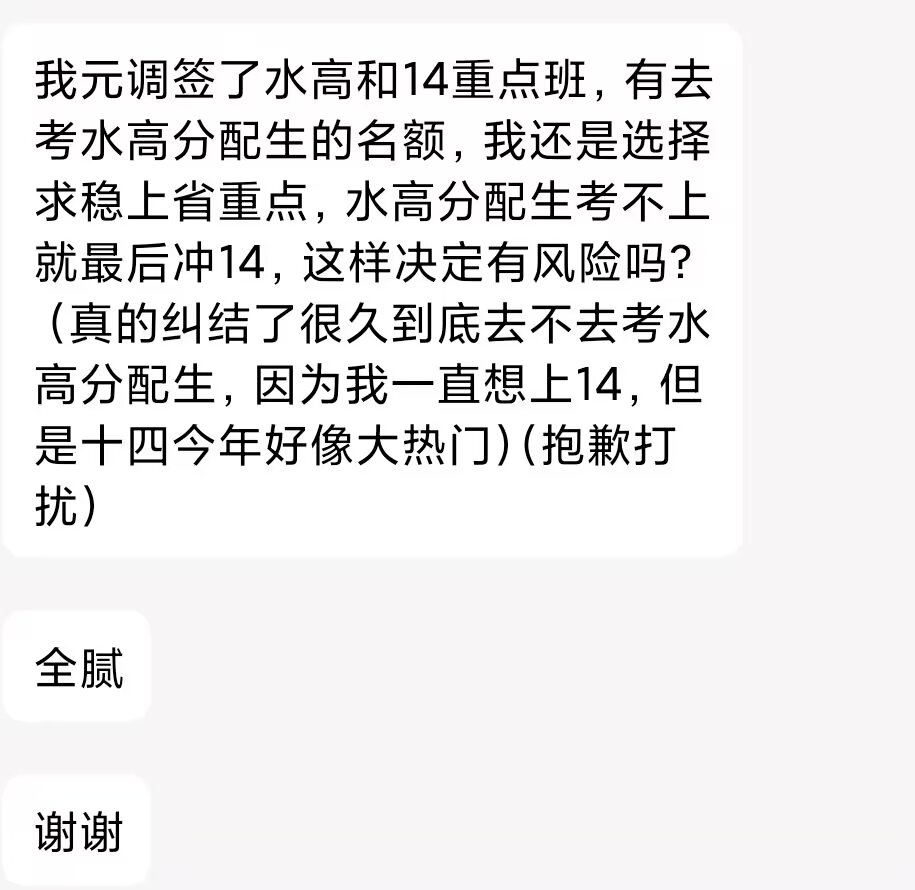 我元调签了水高和14重点班，有去
考水高分配生的名额，我还是选择
求稳上省重点，水高分配生考不上
就最后冲14，这样决定有风险吗？
（真的纠结了很久到底去不去考水
高分配生，因为我一直想上14，但
是十四今年好像大热门）（抱歉打
扰）
全腻
谢谢